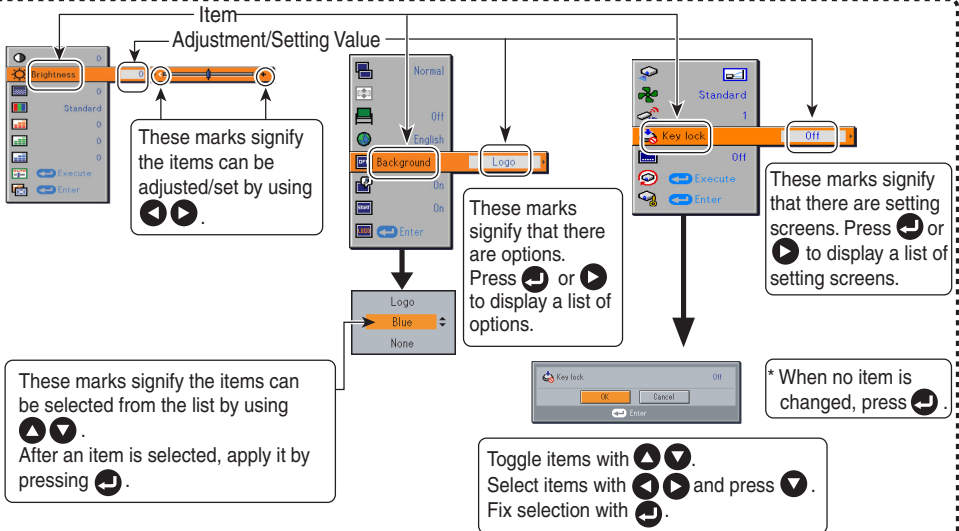 Item
Adjustment/Setting Value
0
Brightness 0
0
Standard
0
0
0
Execute
Enter
These marks signify
the items can be
adjusted/set by using
.
Normal
Off
English
Background Logo
On
On
START
LOGO
Enter
Logo
Blue
None
These marks
signify that there
are options.
Press or
to display a list of
options.
Standard
1
Key lock Off
Off
Execute
Enter
These marks signify
that there are setting
screens. Press or
to display a list of
setting screens.
These marks signify the items can
be selected from the list by using
.
After an item is selected, apply it by
pressing .
Key lock Off
OK Cancel
Enter
* When no item is
changed, press .
Toggle items with .
Select items with and press .
Fix selection with .